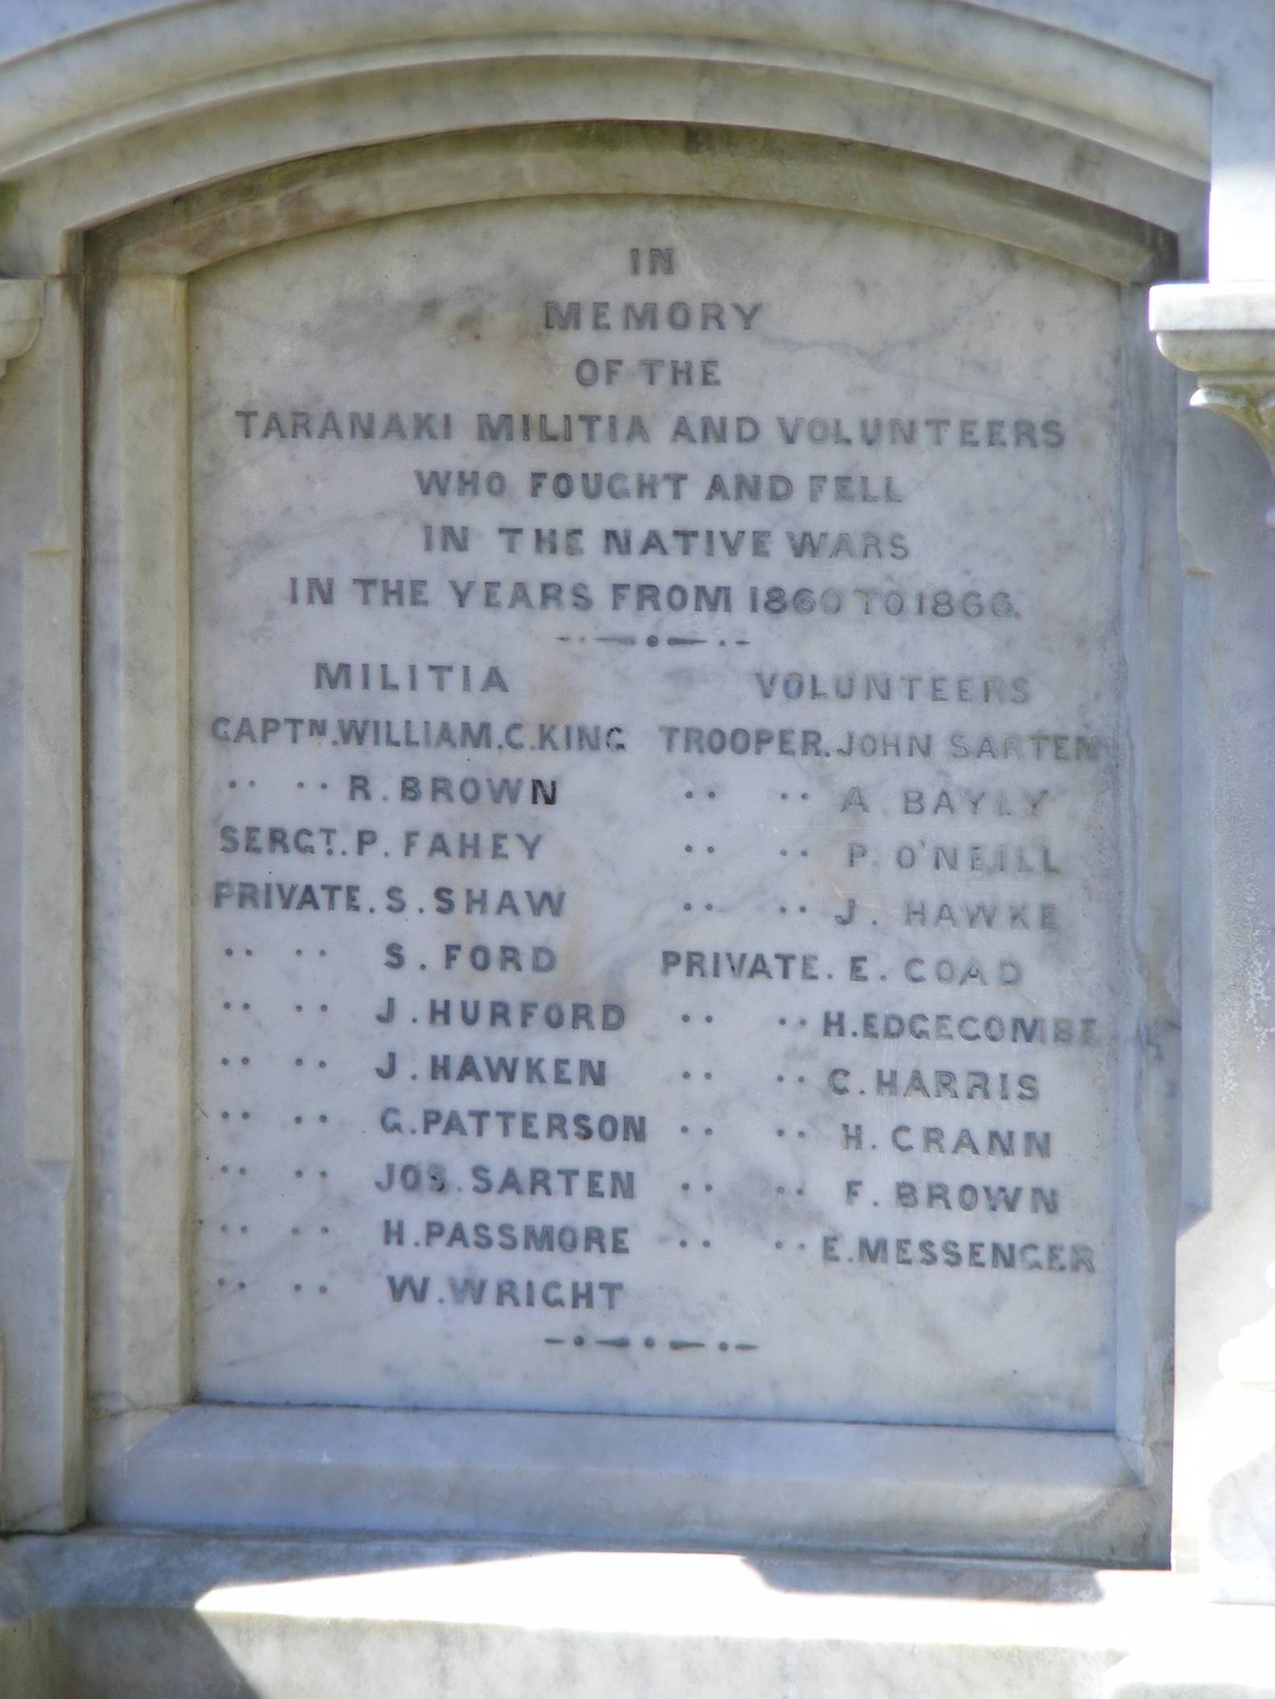 IN
MEMORY
OF THE
TARANAKI MILITIA AND VOLUNTEERS
WHO FOUGHT AND FELL
IN THE NATIVE WARS
IN THE YEARS FROM 1860 TO 1866.
MILITIA
CAPTN. WILLIAM. C. KING
·· ·· R. BROWN
SERGT. P. FAHEY
PRIVATE. S. SHAW
·· ·· S. FORD
·· ·· J. HURFORD
·· ·· J. HAWKEN
·· ·· G. PATTERSON
·· ·· JOS. SARTEN
·· ·· H. PASSMORE
·· ·· W. WRIGHT
VOLUNTEERS
TROOPER. JOHN SARTEN
·· ·· A. BAYLY
·· ·· P. O'NEILL
·· ·· J. HAWKE
PRIVATE. E. COAD
·· ·· H. EDGECOMBE
·· ·· C. HARRIS
·· ·· H. CRANN
·· ·· F. BROWN
·· ·· E. MESSENGER